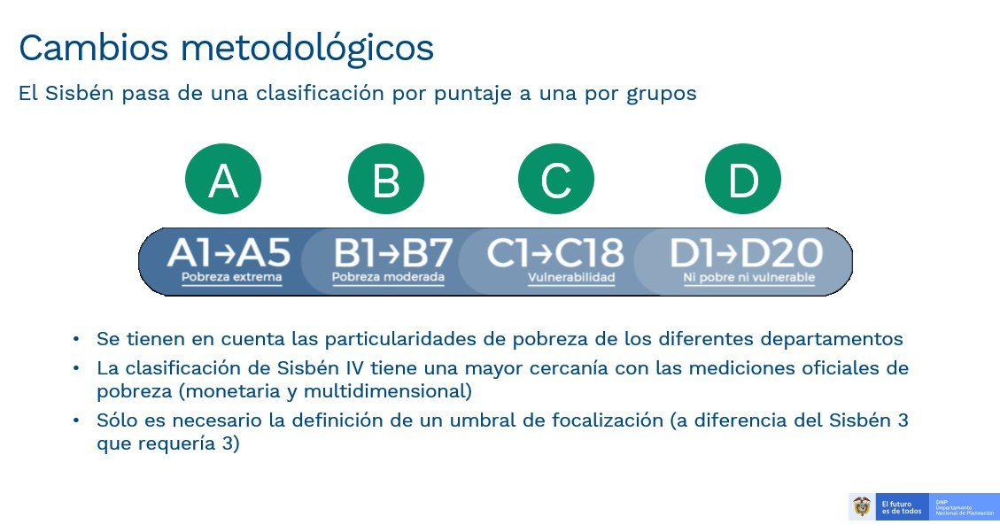 Cambios metodológicos
El Sisbén pasa de una clasificación por puntaje a una por grupos
A B C D
A1→A5 B1→B7 C1→C18 D1→D20
Pobreza extrema Pobreza moderada Vulnerabilidad Ni pobre ni vulnerable
• Se tienen en cuenta las particularidades de pobreza de los diferentes departamentos
• La clasificación de Sisbén IV tiene una mayor cercanía con las mediciones oficiales de
pobreza (monetaria y multidimensional)
• Sólo es necesario la definición de un umbral de focalización (a diferencia del Sisbén 3
que requería 3)
El futuro
es de todos
DNP
Departamento
Nacional de Planeación